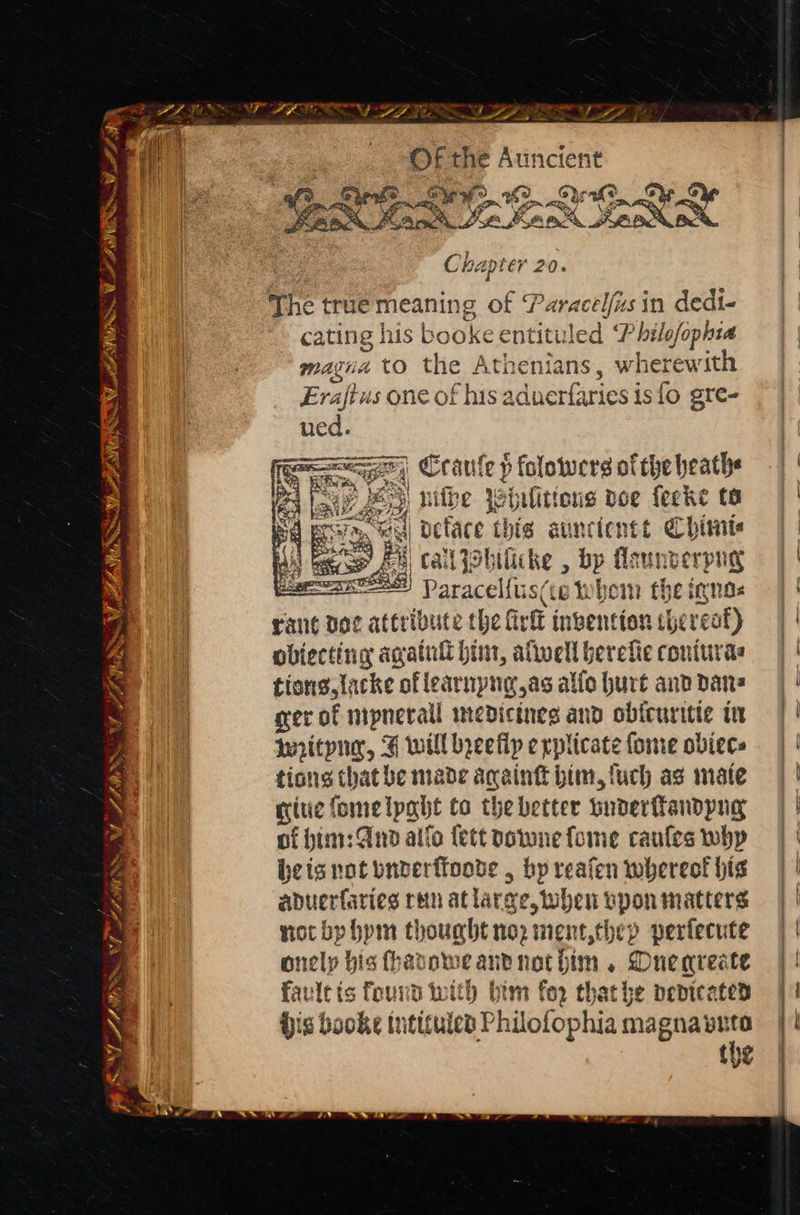 Of the Auncient
Chapter 20.
The true meaning of Paracelſus in dedi-
cating his booke entituled Philoſophia
magna to the Athenians, wherewith
Eraſtus one of his aduerſaries is ſo gre-
ued.
Becauſe þͤ folowers of the heathe
niſhe Phiſitions doe ſeeke to
deface this auncientt Chimi-
call Phiſicke, by ſlaunderyng
Paracelſus (to whom the igno-
rant doe attribute the firſt inuention thereof)
obiecting againſt him, aſwell hereſie coniura-
tions, lacke of learnyng, as alſo hurt and dan-
ger of mynerall medicines and obſcuritie in
writyng, I will breefly explicate ſome obiec-
tions that be made againſt him, ſuch as maie
giue ſome lyght to the better vnderſtandyng
of him: And alſo ſett downe ſome cauſes why
he is not vnderſtoode, by reaſen whereof his
aduerſaries run at large, when vpon matters
not by hym thought nor ment, they perſecute
onely his ſhadowe and not him. One greate
fault is found with him for that he dedicated
his booke intituled Philoſophia magna vnto
the